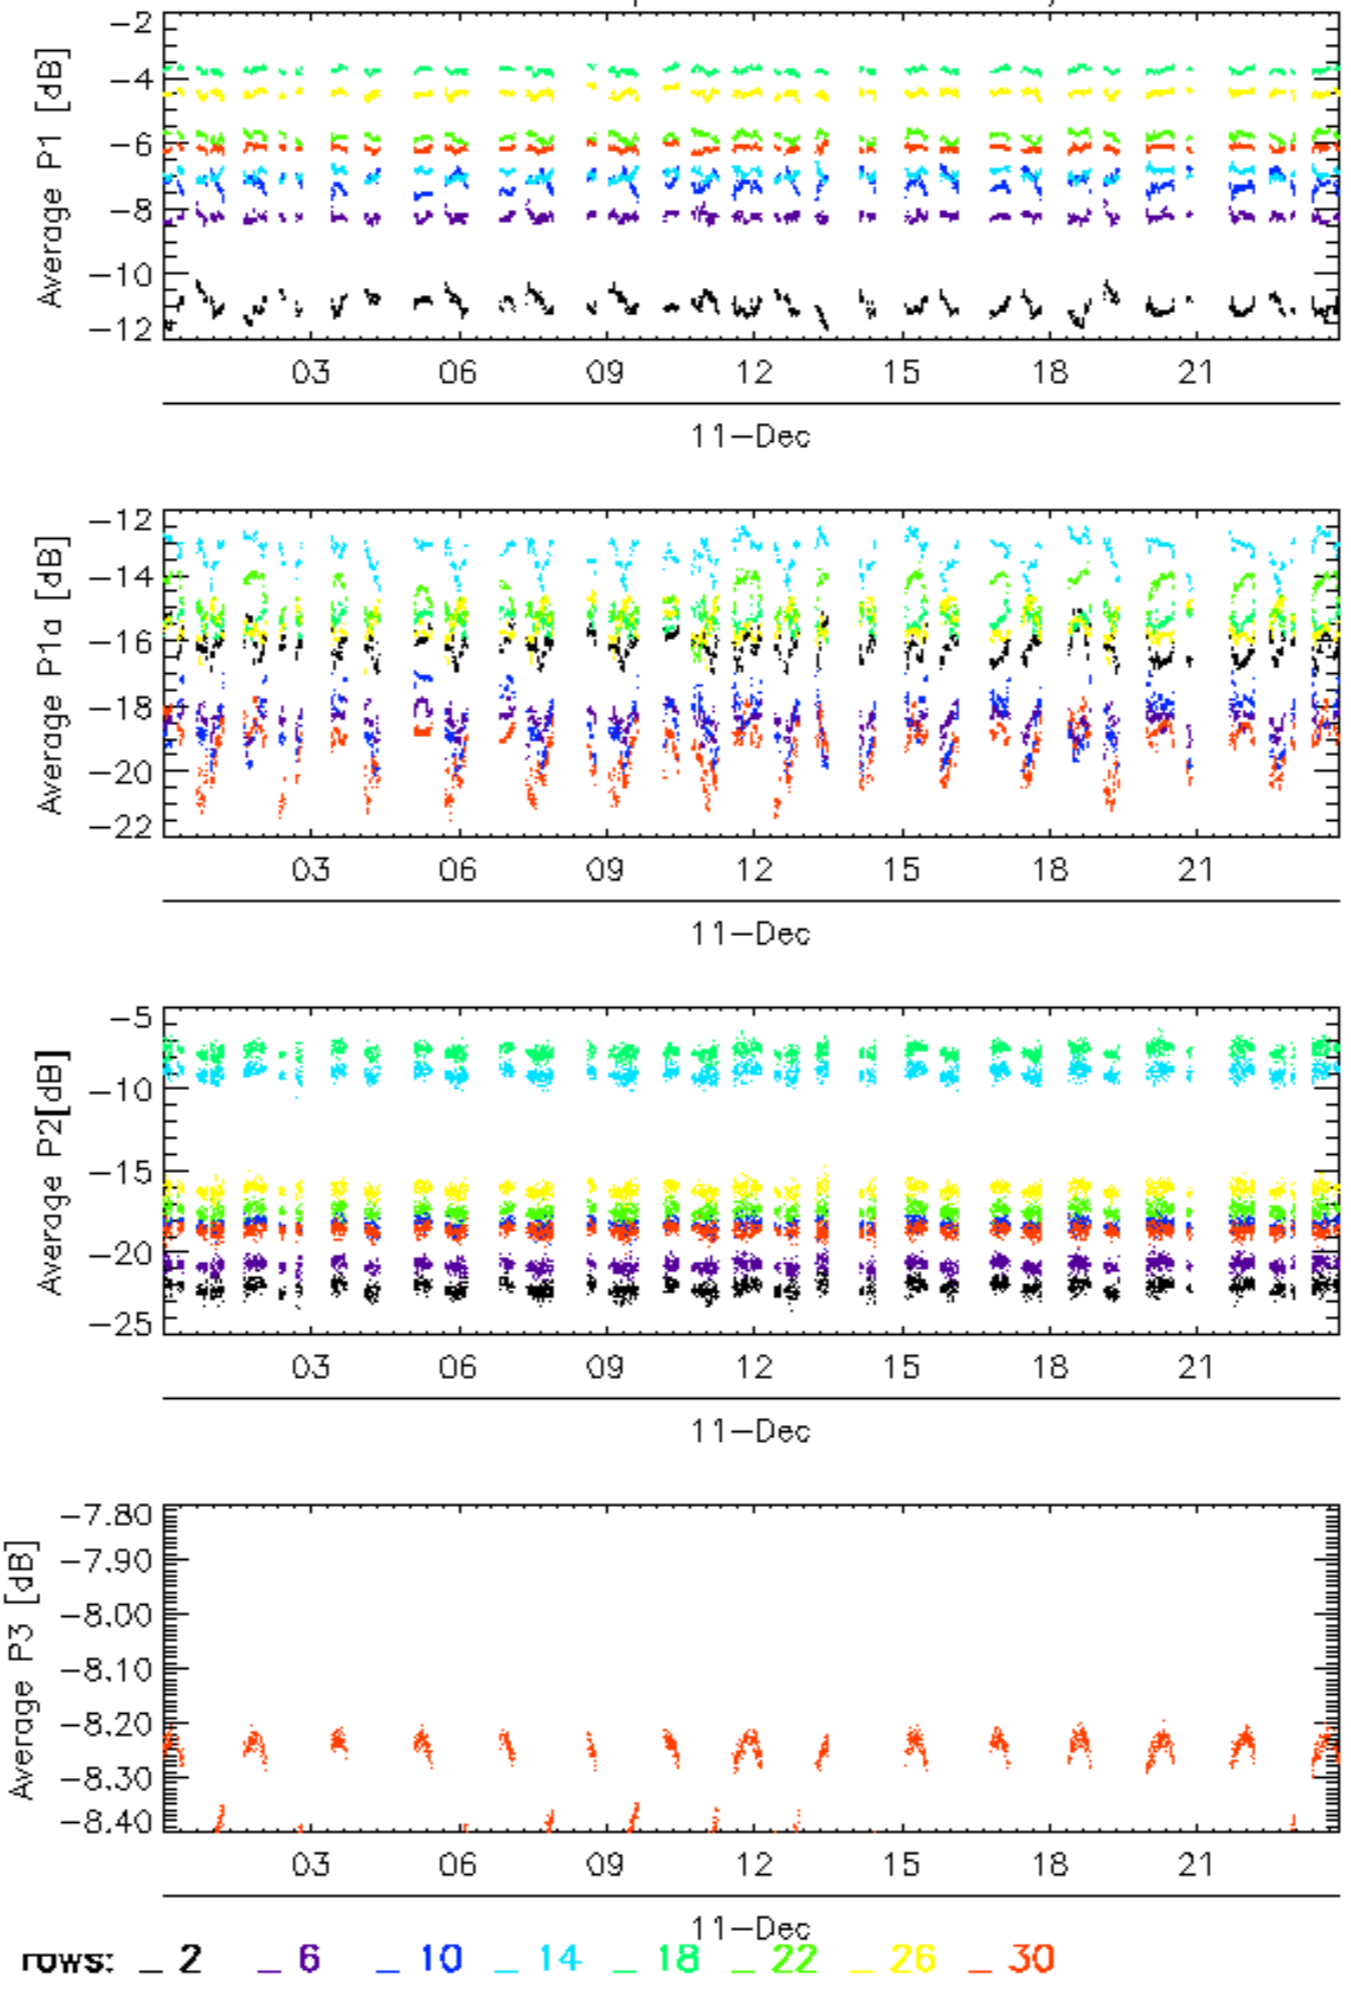 Average P1 [dB]
-2
-4
-6
-8
-10
-12
03 06 09 12 15 18 21
11-Dec
Average P1a [dB]
-12
-14
-16
-18
-20
-22
03 06 09 12 15 18 21
11-Dec
Average P2[dB]
-5
-10
-15
-20
-25
03 06 09 12 15 18 21
11-Dec
Average P3 [dB]
-7.80
-7.90
-8.00
-8.10
-8.20
-8.30
-8.40
03 06 09 12 15 18 21
11-Dec
rows: _ 2 _ 6 _ 10 _ 14 _ 18 _ 22 _ 26 _ 30